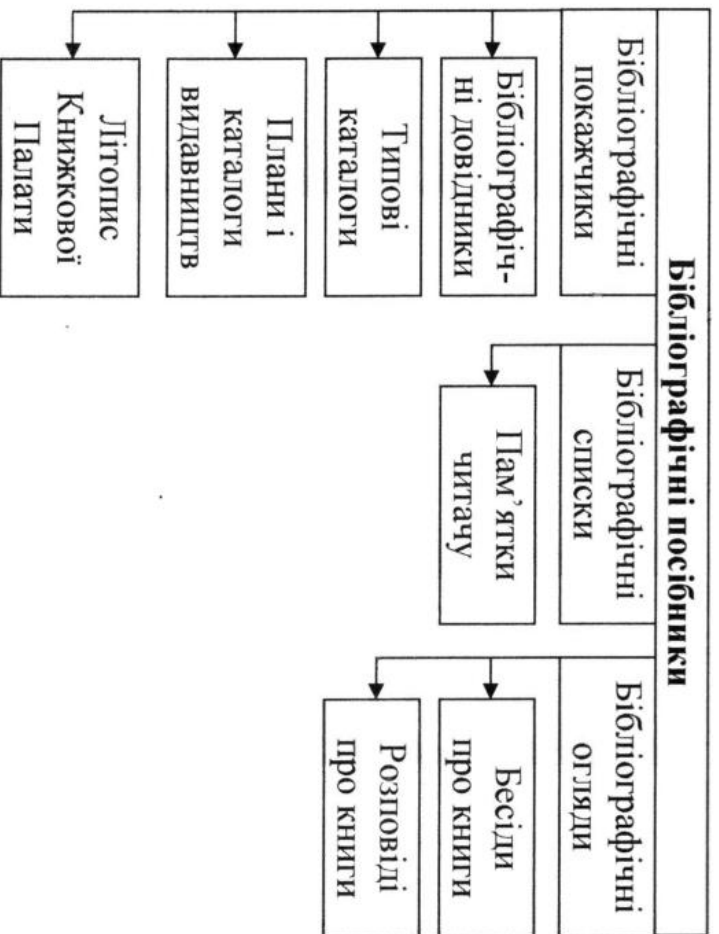 Бібліографічні посібники
Бібліографічні
покажчики
Бібліографіч-
ні довідники
Типові
каталоги
Плани і
каталоги
видавництв
Літопис
Книжкової
Палати
Бібліографічні
списки
Пам’ятки
читачу
Бібліографічні
огляди
Бесіди
про книги
Розповіді
про книги